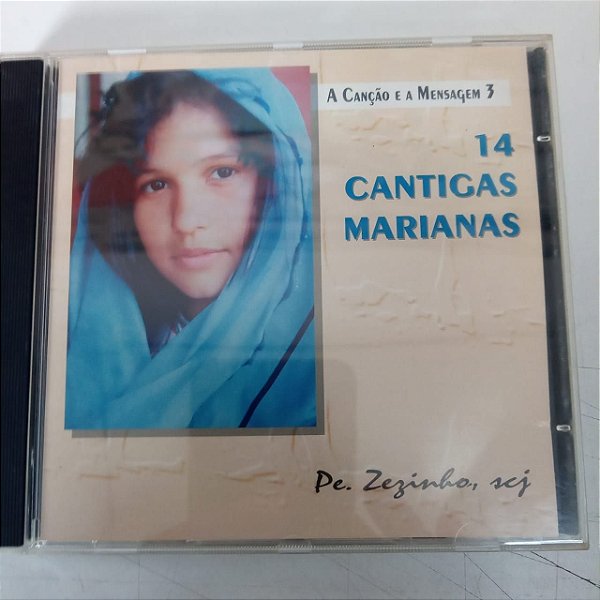 A Canção e a Mensagem 3
14
CANTIGAS
MARIANAS
Pe. Zezinho, scj